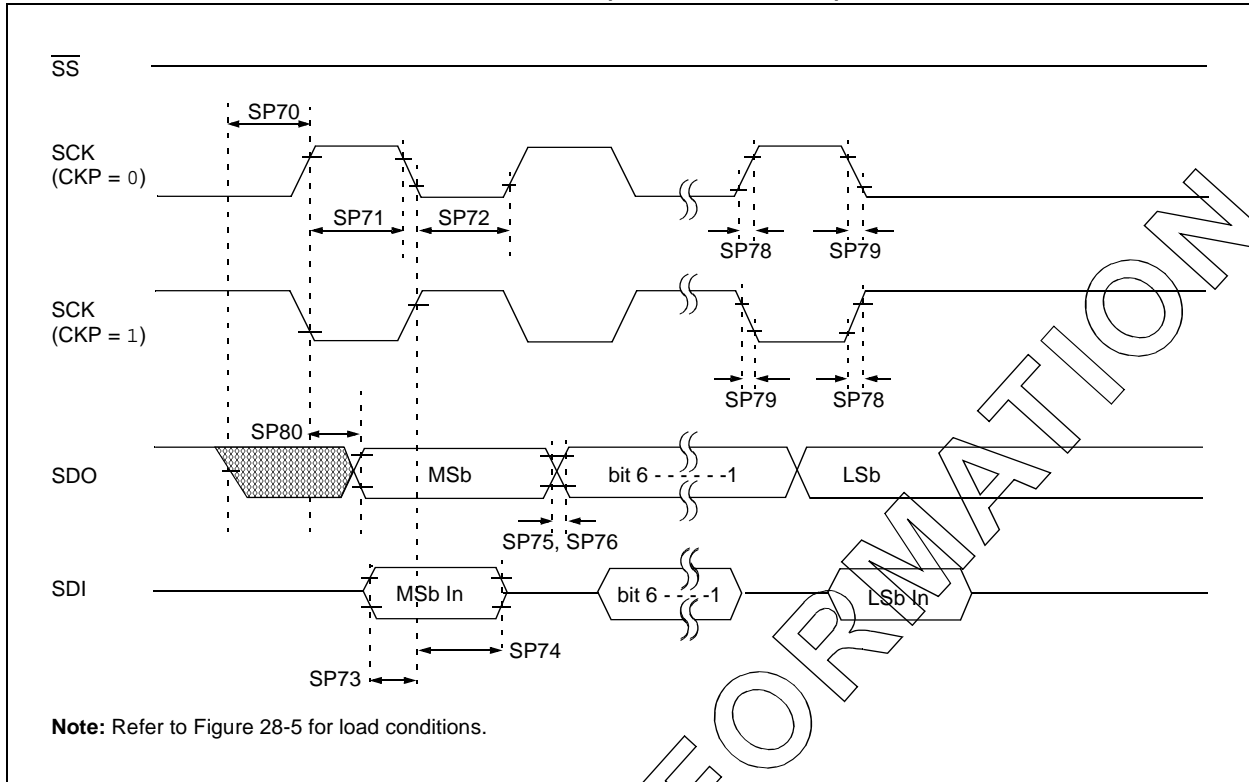 SS
SP70
SCK
(CKP = 0)
SP71
SP72
SP78
SP79
SCK
(CKP = 1)
SP79
SP78
SP80
SDO
MSb
bit 6 - - - - - -1
LSb
SP75, SP76
SDI
MSb In
bit 6 - - - - -1
LSb In
SP74
SP73
Note: Refer to Figure 28-5 for load conditions.
FORMATION